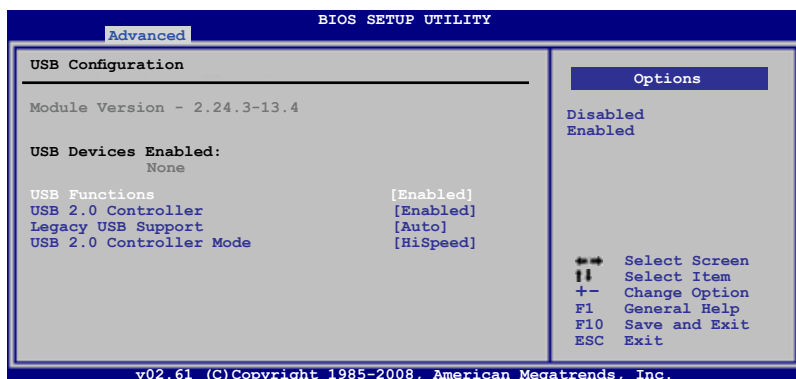 BIOS SETUP UTILITY
Advanced
USB Configuration
Module Version - 2.24.3-13.4
USB Devices Enabled:
None
USB Functions [Enabled]
USB 2.0 Controller [Enabled]
Legacy USB Support [Auto]
USB 2.0 Controller Mode [HiSpeed]
Options
Disabled
Enabled
←→ Select Screen
↑↓ Select Item
+- Change Option
F1 General Help
F10 Save and Exit
ESC Exit
v02.61 (C)Copyright 1985-2008, American Megatrends, Inc.